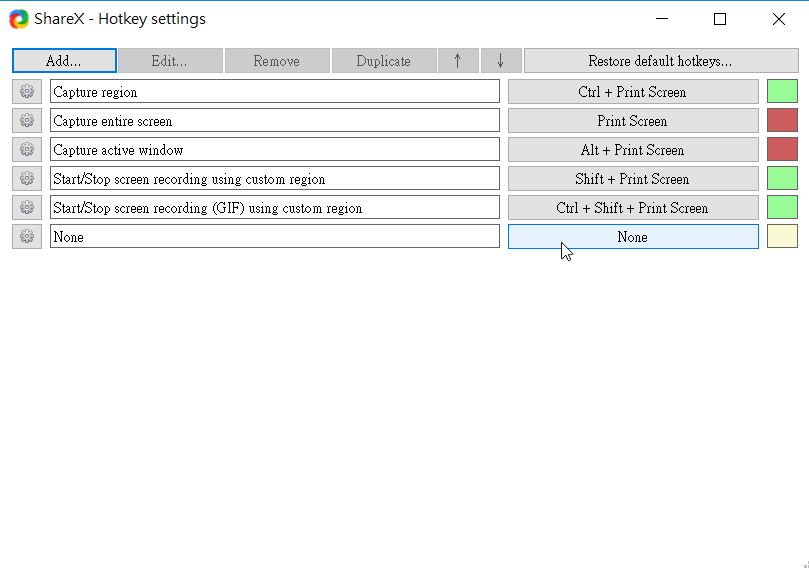 ShareX - Hotkey settings
Add... Edit... Remove Duplicate ↑ ↓ Restore default hotkeys...
Capture region Ctrl + Print Screen
Capture entire screen Print Screen
Capture active window Alt + Print Screen
Start/Stop screen recording using custom region Shift + Print Screen
Start/Stop screen recording (GIF) using custom region Ctrl + Shift + Print Screen
None None